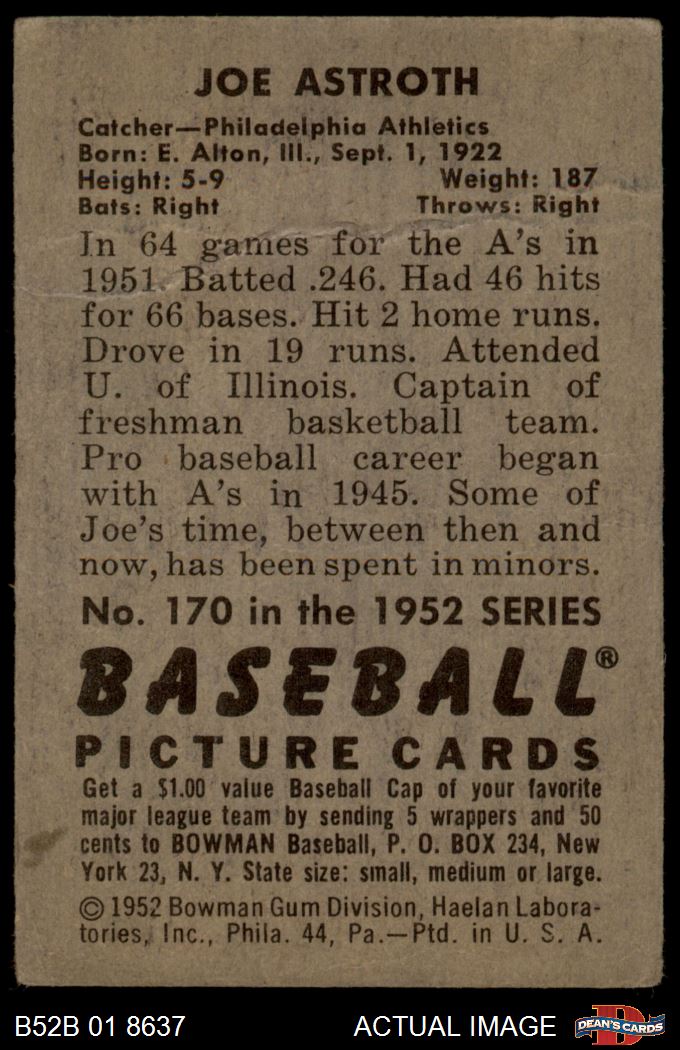 JOE ASTROTH
Catcher—Philadelphia Athletics
Born: E. Alton, Ill., Sept. 1, 1922
Height: 5-9 Weight: 187
Bats: Right Throws: Right
In 64 games for the A's in
1951. Batted .246. Had 46 hits
for 66 bases. Hit 2 home runs.
Drove in 19 runs. Attended
U. of Illinois. Captain of
freshman basketball team.
Pro baseball career began
with A's in 1945. Some of
Joe's time, between then and
now, has been spent in minors.
No. 170 in the 1952 SERIES
BASEBALL®
PICTURE CARDS
Get a $1.00 value Baseball Cap of your favorite
major league team by sending 5 wrappers and 50
cents to BOWMAN Baseball, P. O. BOX 234, New
York 23, N. Y. State size: small, medium or large.
© 1952 Bowman Gum Division, Haelan Labora-
tories, Inc., Phila. 44, Pa.—Ptd. in U. S. A.
B52B 01 8637 ACTUAL IMAGE D DEAN'S CARDS